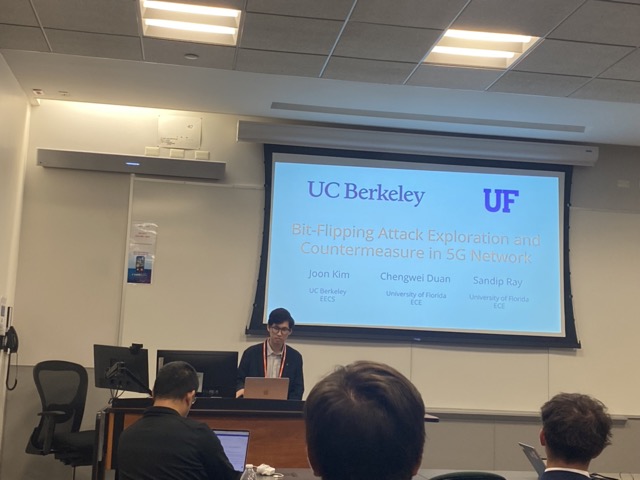 UC Berkeley
UF
Bit-Flipping Attack Exploration and
Countermeasure in 5G Network
Joon Kim
Chengwei Duan
Sandip Ray
UC Berkeley
EECS
University of Florida
ECE
University of Florida
ECE